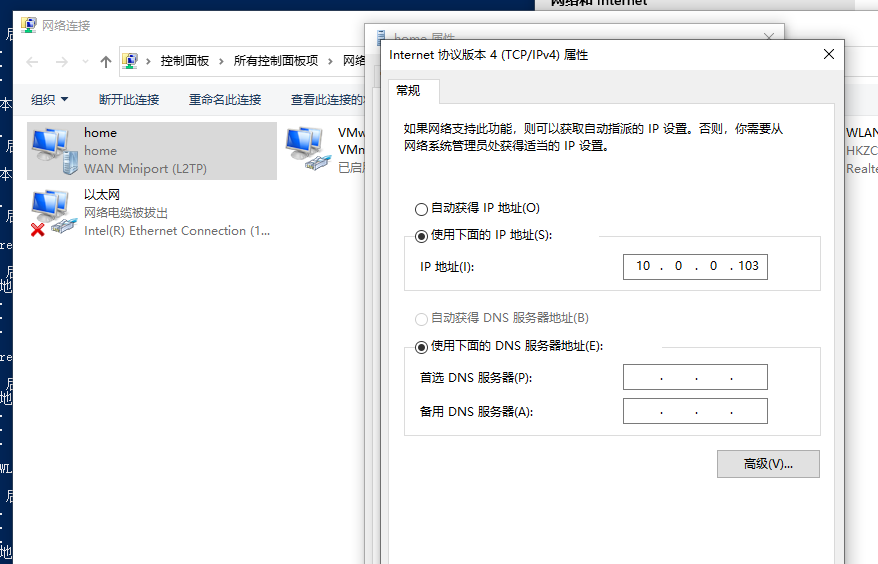 网络和 Internet
网络连接
home 属性
Internet 协议版本 4 (TCP/IPv4) 属性
控制面板
所有控制面板项
网络
常规
组织
断开此连接
重命名此连接
查看此连接的
如果网络支持此功能，则可以获取自动指派的 IP 设置。否则，你需要从
网络系统管理员处获得适当的 IP 设置。
home
home
WAN Miniport (L2TP)
VMw
VMn
已启用
WLAN
HKZC
Realte
以太网
网络电缆被拔出
Intel(R) Ethernet Connection (1...
自动获得 IP 地址(O)
使用下面的 IP 地址(S):
IP 地址(I):
10 . 0 . 0 . 103
自动获得 DNS 服务器地址(B)
使用下面的 DNS 服务器地址(E):
首选 DNS 服务器(P):
. . .
备用 DNS 服务器(A):
. . .
高级(V)...